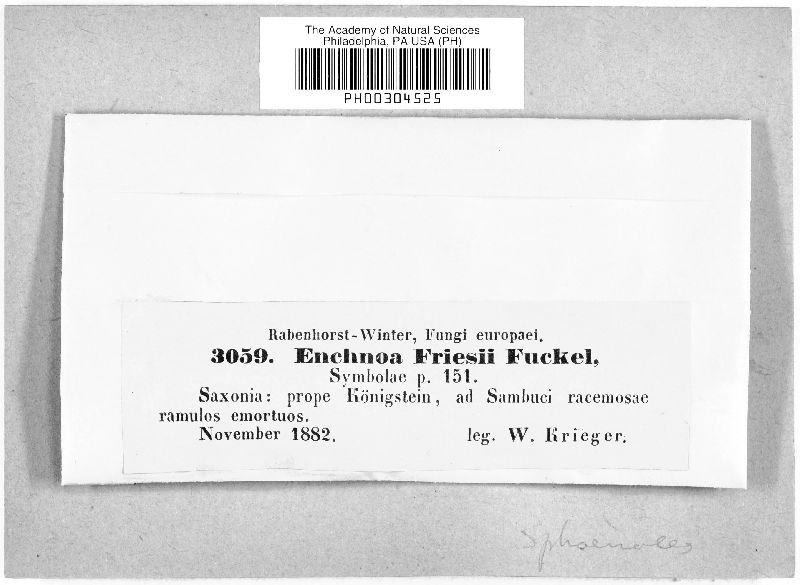 The Academy of Natural Sciences
Philadelphia, PA USA (PH)
PH00304525
Rabenhorst-Winter, Fungi europaei.
3059. Enchnoa Friesii Fuckel,
Symbolae p. 151.
Saxonia: prope Königstein, ad Sambuci racemosae
ramulos emortuos.
November 1882. leg. W. Krieger.